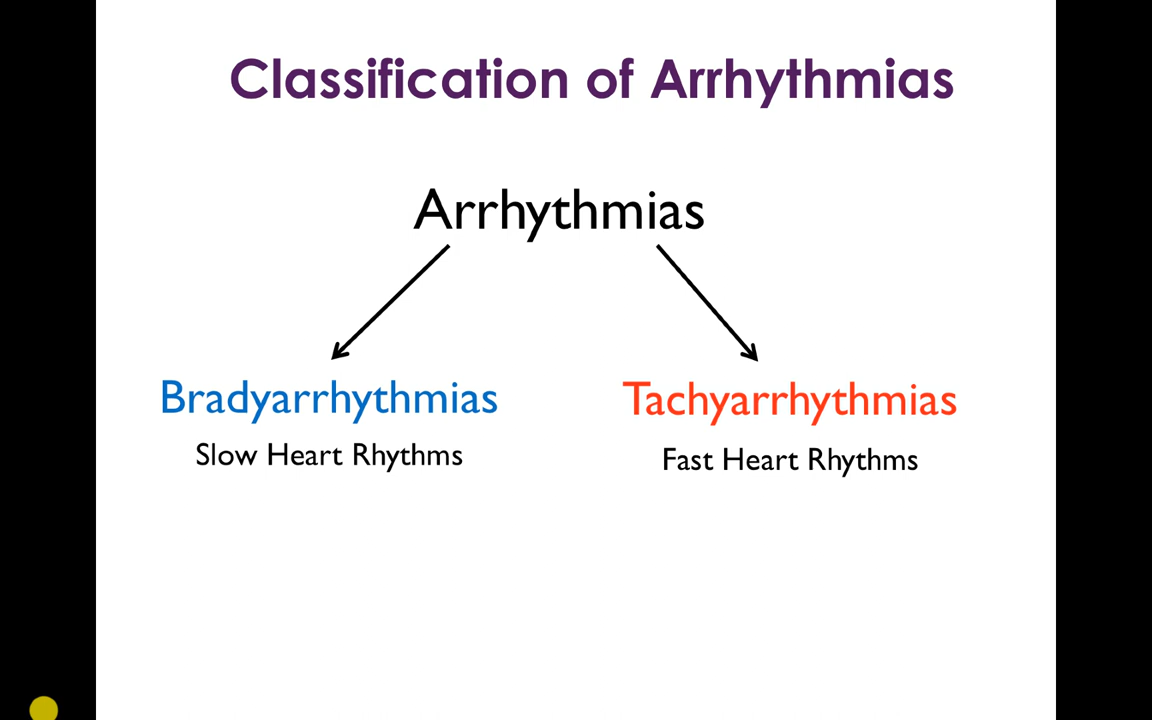 Classification of Arrhythmias
Arrhythmias
Bradyarrhythmias
Slow Heart Rhythms
Tachyarrhythmias
Fast Heart Rhythms